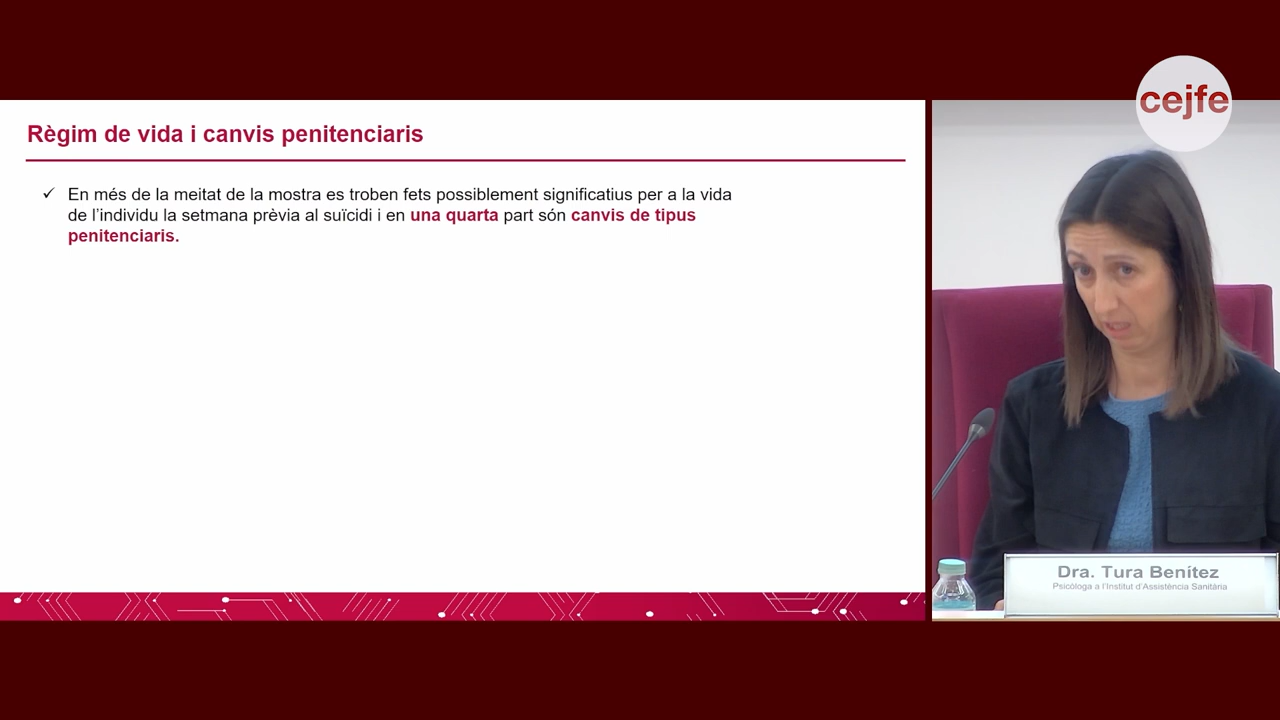 cejfe
Règim de vida i canvis penitenciaris
✓ En més de la meitat de la mostra es troben fets possiblement significatius per a la vida
de l’individu la setmana prèvia al suïcidi i en una quarta part són canvis de tipus
penitenciaris.
Dra. Tura Benítez
Psicòloga a l'Institut d'Assistència Sanitària